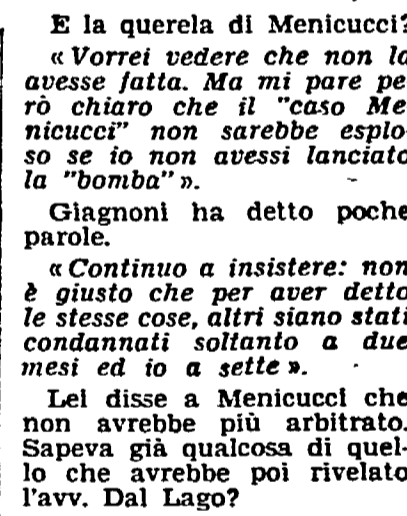 E la querela di Menicucci?
« Vorrei vedere che non lo
avesse fatta. Ma mi pare pe
rò chiaro che il "caso Me
nicucci" non sarebbe esplo
so se io non avessi lanciato
la "bomba" ».
Giagnoni ha detto poche
parole.
« Continuo a insistere: non
è giusto che per aver detto
le stesse cose, altri siano stati
condannati soltanto a due
mesi ed io a sette ».
Lei disse a Menicucci che
non avrebbe più arbitrato.
Sapeva già qualcosa di quel-
lo che avrebbe poi rivelato
l'avv. Dal Lago?